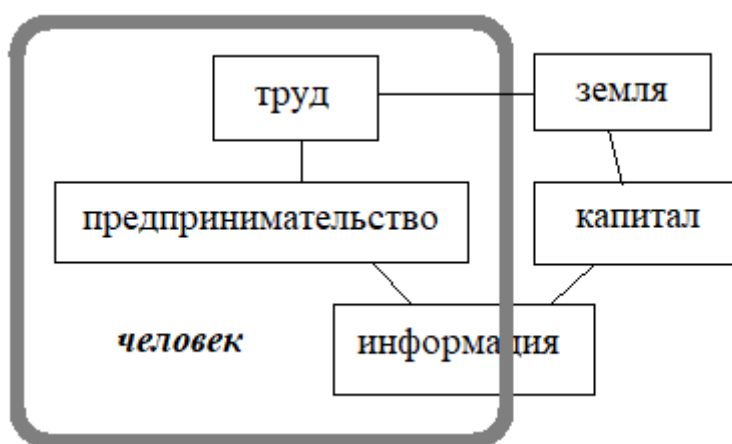 труд
земля
предпринимательство
капитал
человек
информация